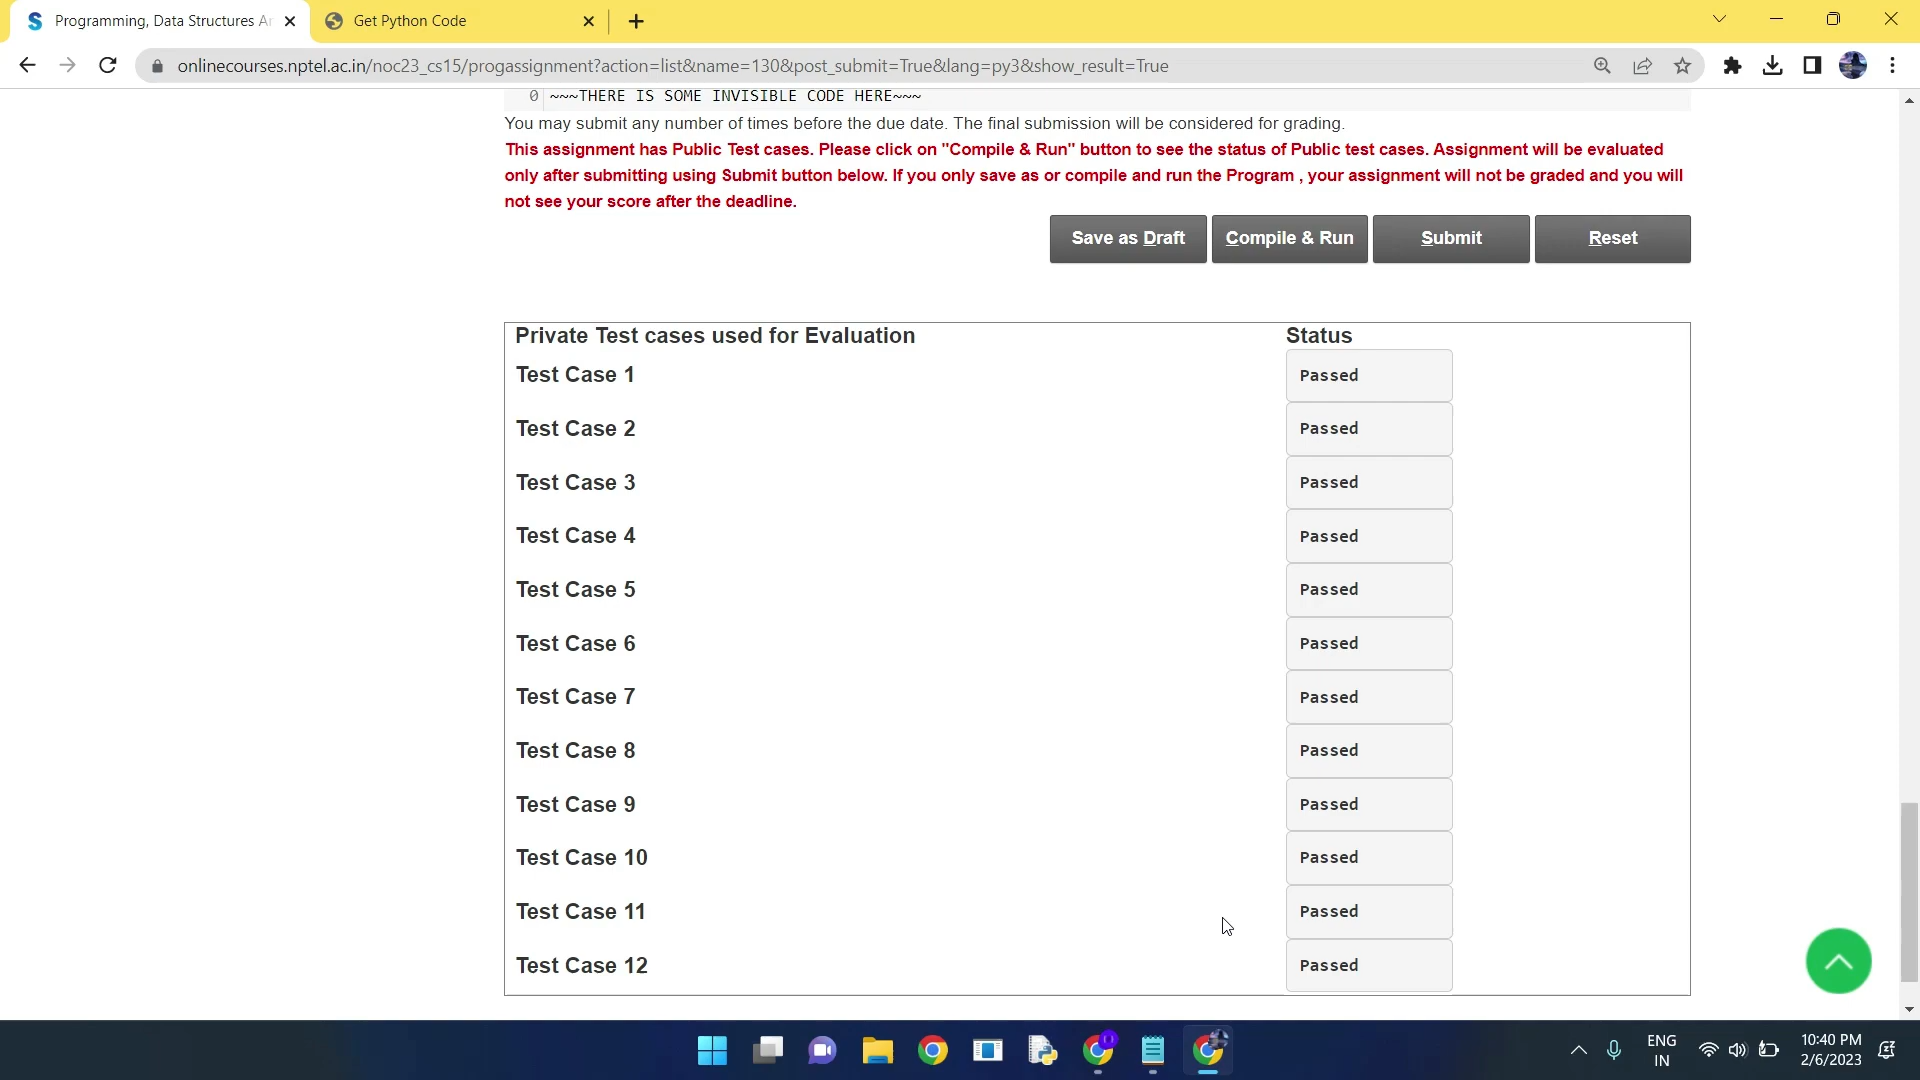 Programming, Data Structures An
Get Python Code
onlinecourses.nptel.ac.in/noc23_cs15/progassignment?action=list&name=130&post_submit=True&lang=py3&show_result=True
0 ~~~THERE IS SOME INVISIBLE CODE HERE~~~
You may submit any number of times before the due date. The final submission will be considered for grading.
This assignment has Public Test cases. Please click on "Compile & Run" button to see the status of Public test cases. Assignment will be evaluated
only after submitting using Submit button below. If you only save as or compile and run the Program , your assignment will not be graded and you will
not see your score after the deadline.
Save as Draft Compile & Run Submit Reset
Private Test cases used for Evaluation Status
Test Case 1 Passed
Test Case 2 Passed
Test Case 3 Passed
Test Case 4 Passed
Test Case 5 Passed
Test Case 6 Passed
Test Case 7 Passed
Test Case 8 Passed
Test Case 9 Passed
Test Case 10 Passed
Test Case 11 Passed
Test Case 12 Passed
ENG 10:40 PM
IN 2/6/2023